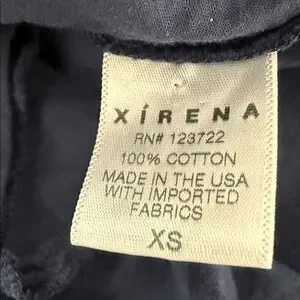 XÍRENA
RN# 123722
100% COTTON
MADE IN THE USA
WITH IMPORTED
FABRICS
XS